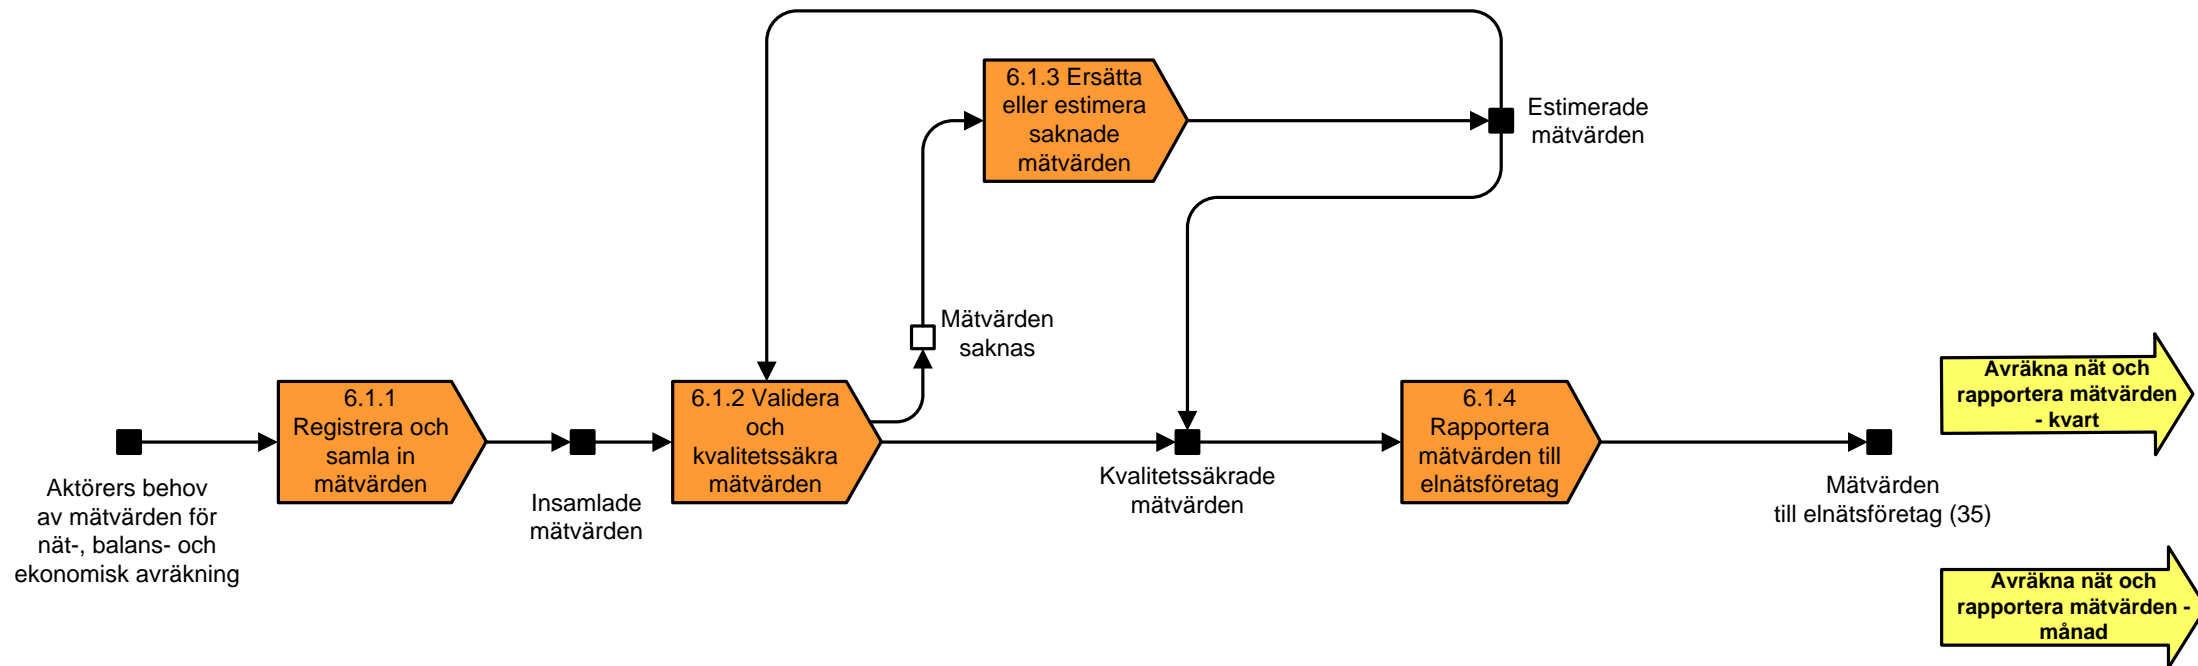 6.1.3 Ersätta
eller estimera
saknade
mätvärden
Estimerade
mätvärden
Mätvärden
saknas
Aktörers behov
av mätvärden för
nät-, balans- och
ekonomisk avräkning
6.1.1
Registrera och
samla in
mätvärden
Insamlade
mätvärden
6.1.2 Validera
och
kvalitetssäkra
mätvärden
Kvalitetssäkrade
mätvärden
6.1.4
Rapportera
mätvärden till
elnätsföretag
Mätvärden
till elnätsföretag (35)
Avräkna nät och
rapportera mätvärden
- kvart
Avräkna nät och
rapportera mätvärden -
månad